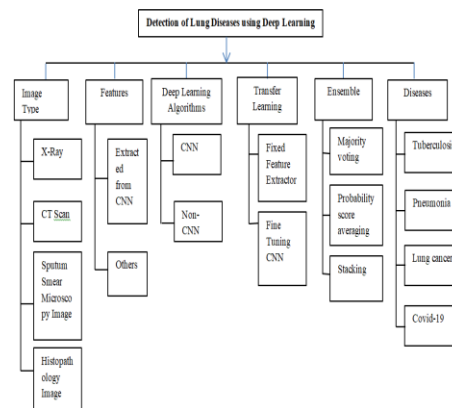 Detection of Lung Diseases using Deep Learning
Image
Type
X-Ray
CT Scan
Sputum
Smear
Microsco
py Image
Histopath
ology
Image
Features
Extract
ed
from
CNN
Others
Deep Learning
Algorithms
CNN
Non-
CNN
Transfer
Learning
Fixed
Feature
Extractor
Fine
Tuning
CNN
Ensemble
Majority
voting
Probability
score
averaging
Stacking
Diseases
Tuberculosi
Pneumonia
Lung cancer
Covid-19